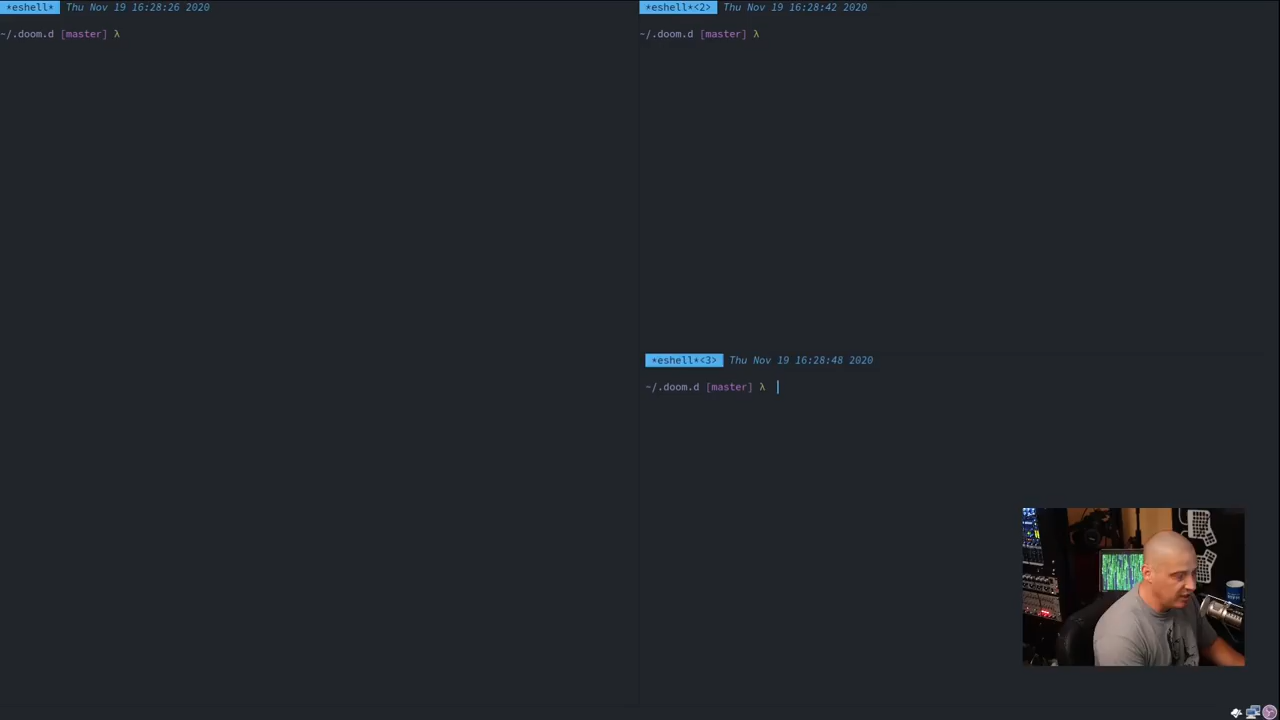 *eshell* Thu Nov 19 16:28:26 2020
~/.doom.d [master] λ
*eshell*<2> Thu Nov 19 16:28:42 2020
~/.doom.d [master] λ
*eshell*<3> Thu Nov 19 16:28:48 2020
~/.doom.d [master] λ